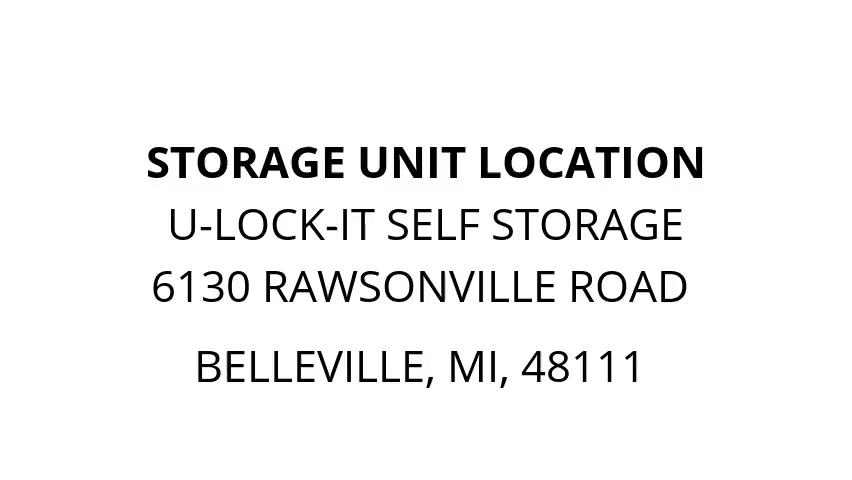 STORAGE UNIT LOCATION
U-LOCK-IT SELF STORAGE
6130 RAWSONVILLE ROAD
BELLEVILLE, MI, 48111